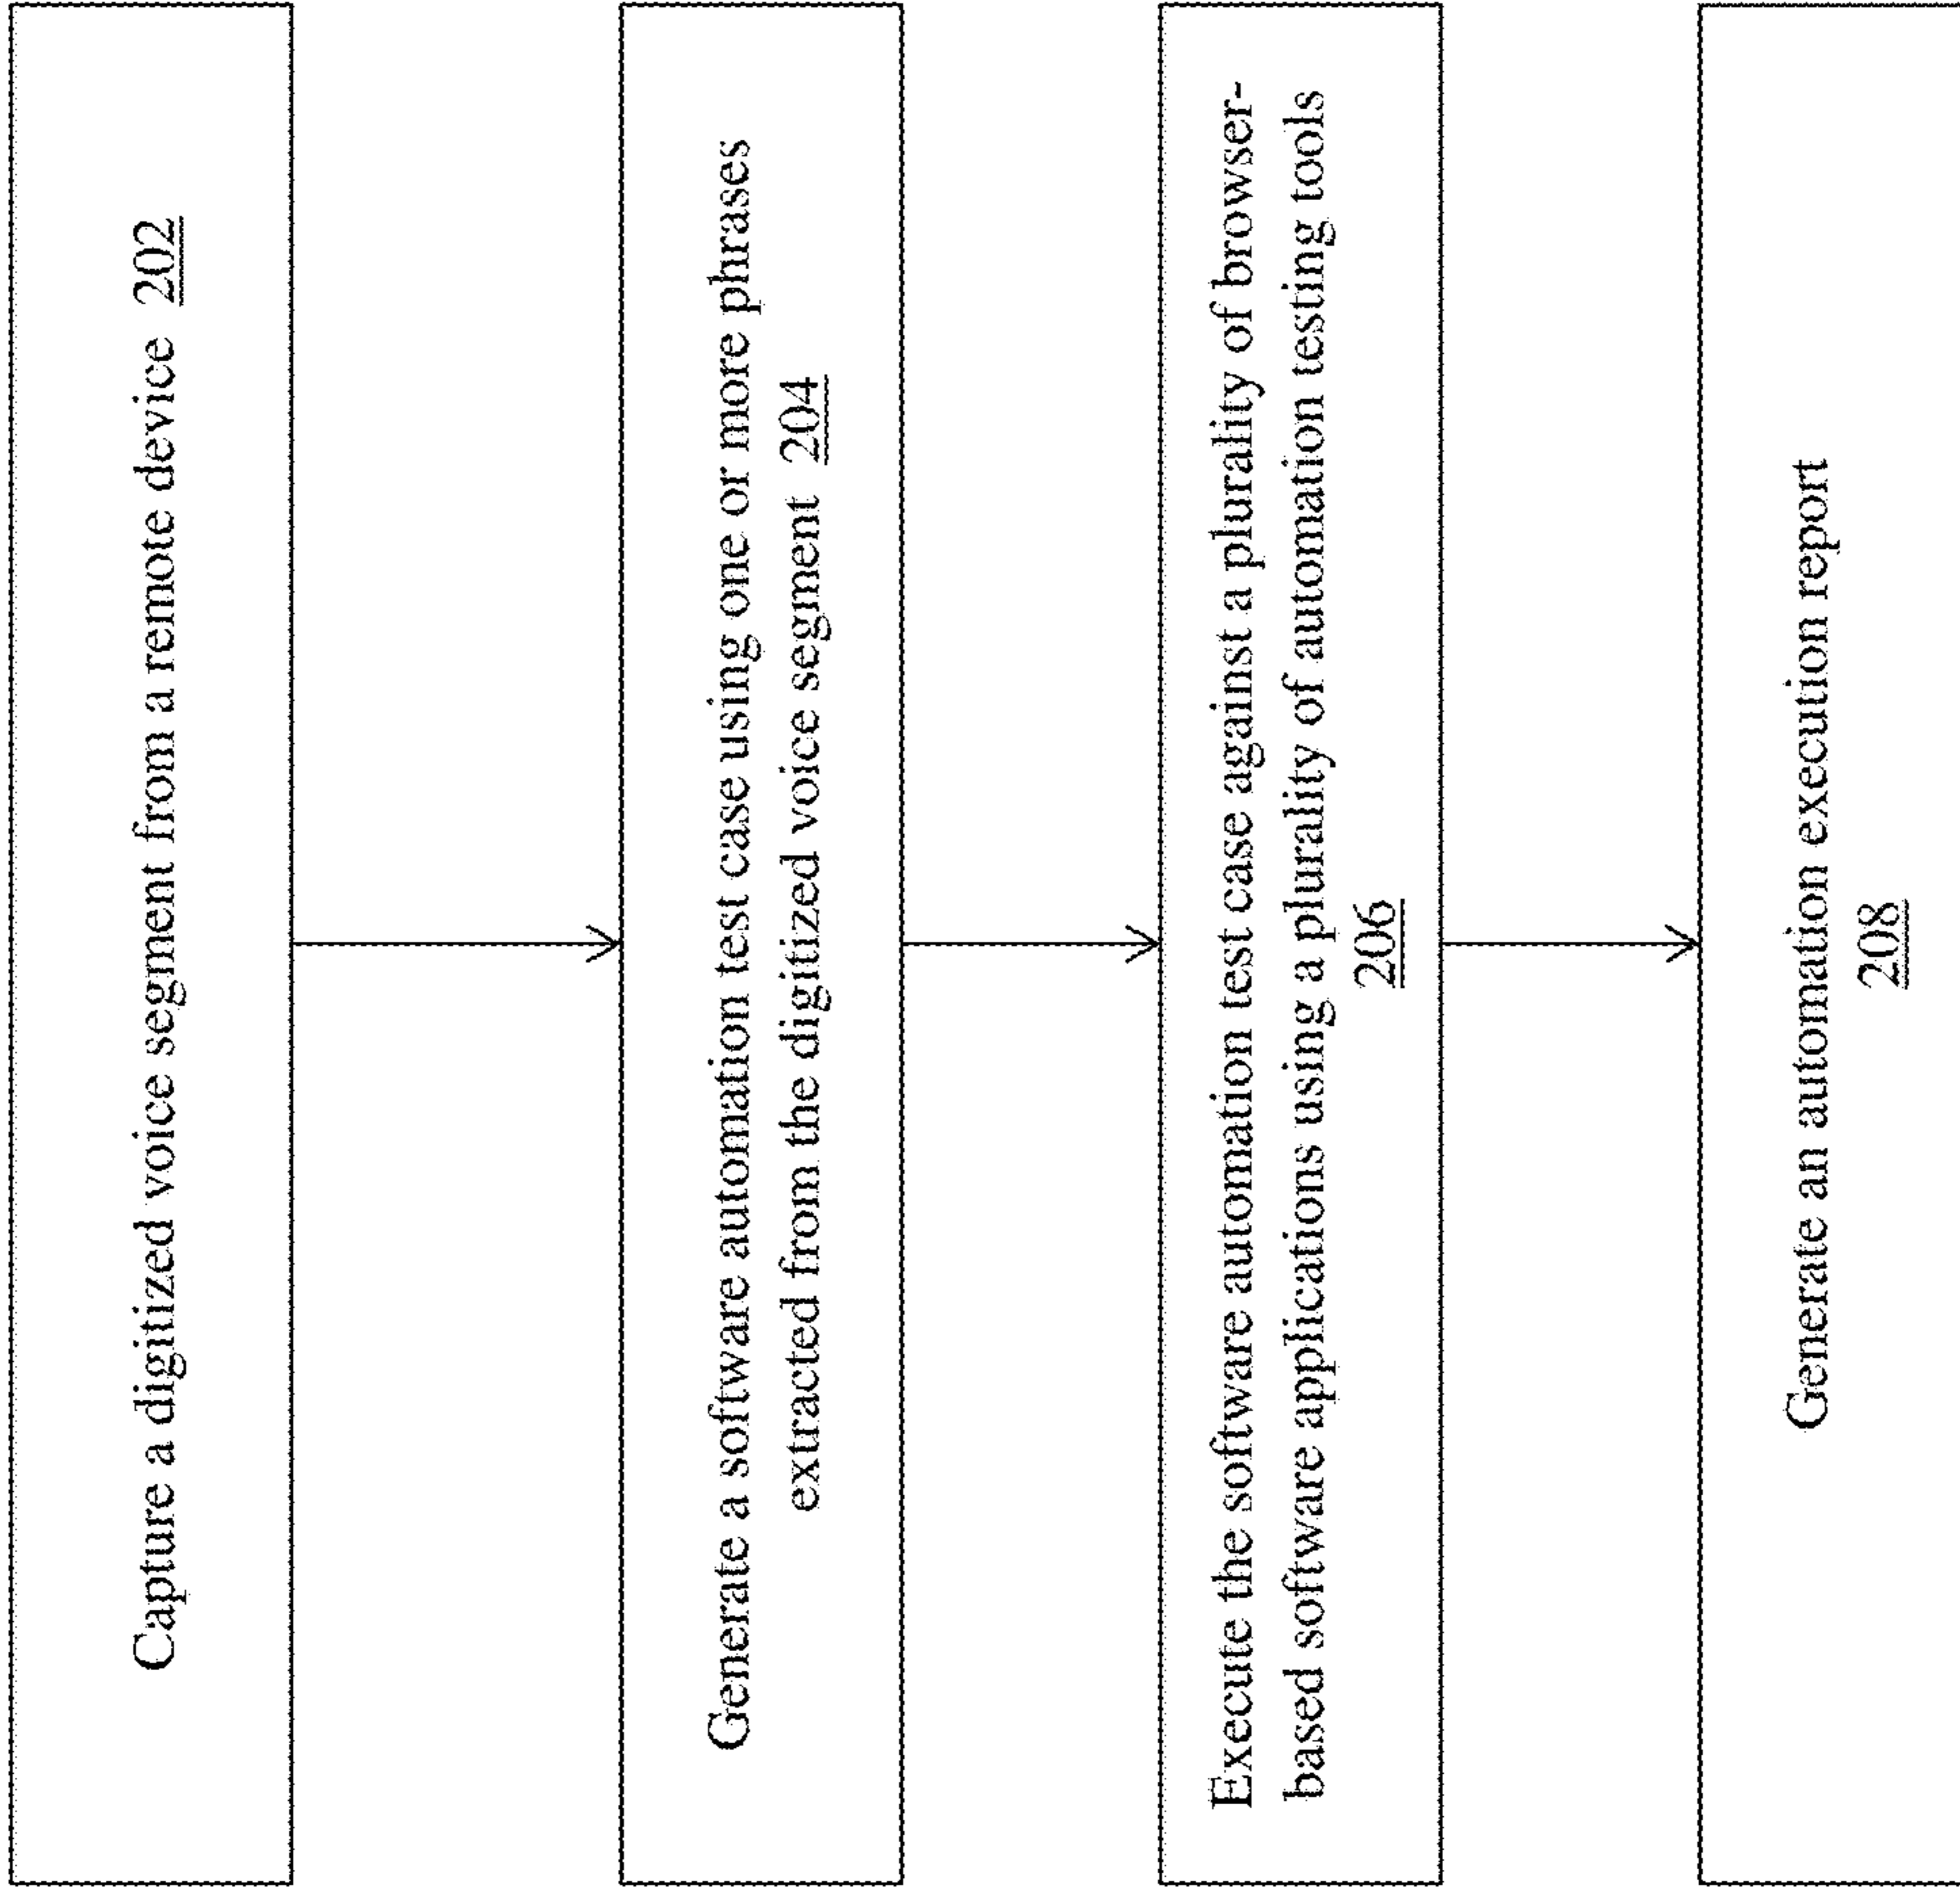 Capture a digitized voice segment from a remote device 202
Generate a software automation test case using one or more phrases
extracted from the digitized voice segment 204
Execute the software automation test case against a plurality of browser-
based software applications using a plurality of automation testing tools
206
Generate an automation execution report
208